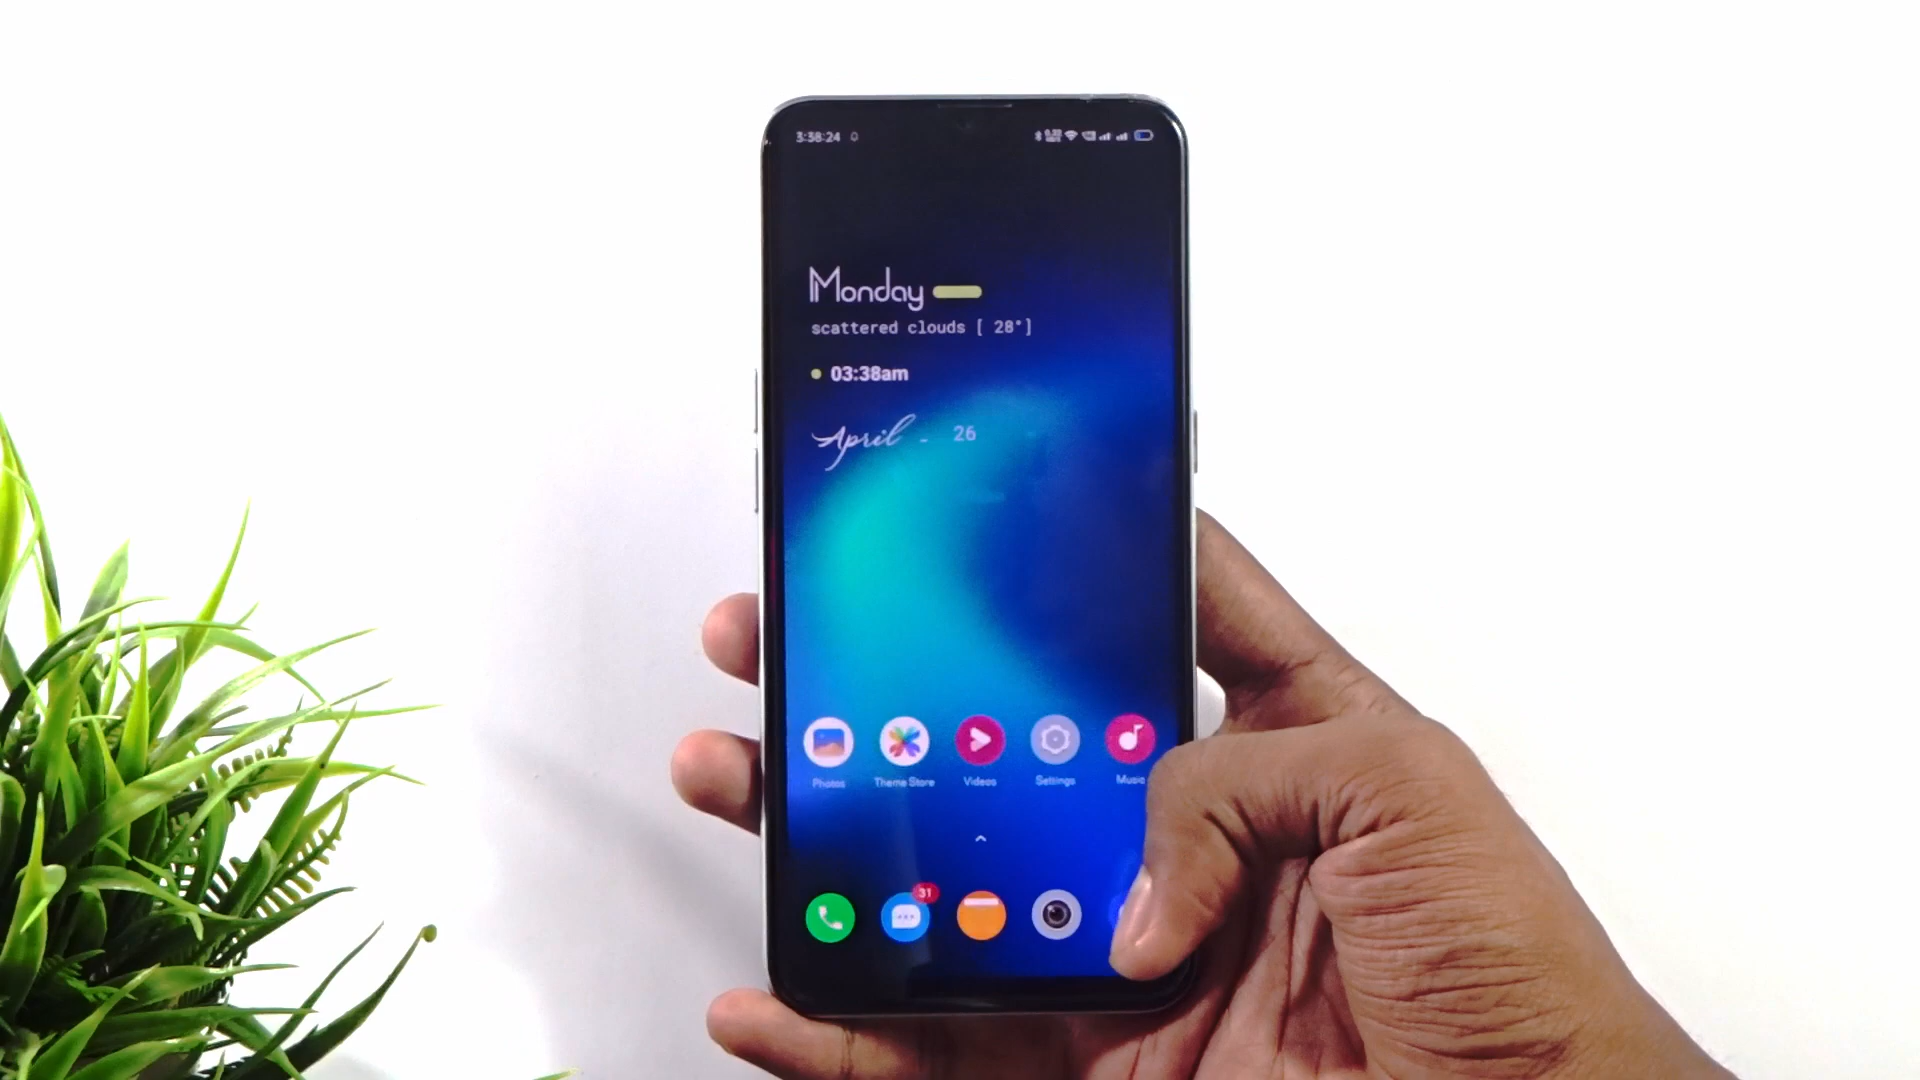 3:38:24
Monday
scattered clouds [ 28°]
03:38am
April - 26
Photos Theme Store Videos Settings Music
31